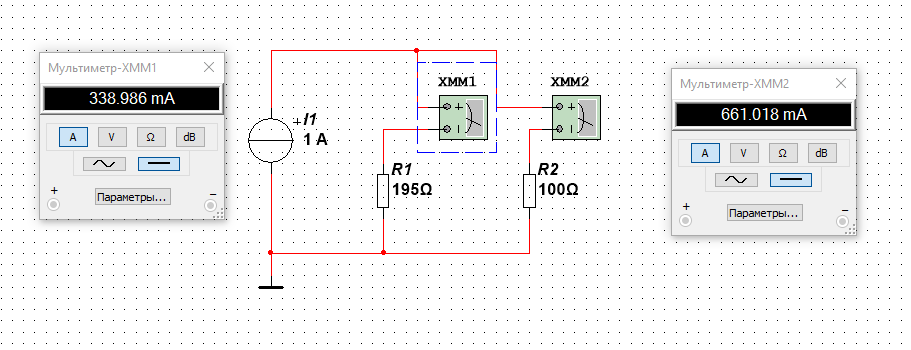 Мультиметр-XMM1
338.986 mA
A
V
Ω
dB
+
Параметры...
−
I1
+
1 A
XMM1
+
XMM2
+
R1
195Ω
R2
100Ω
Мультиметр-XMM2
661.018 mA
A
V
Ω
dB
+
Параметры...
−